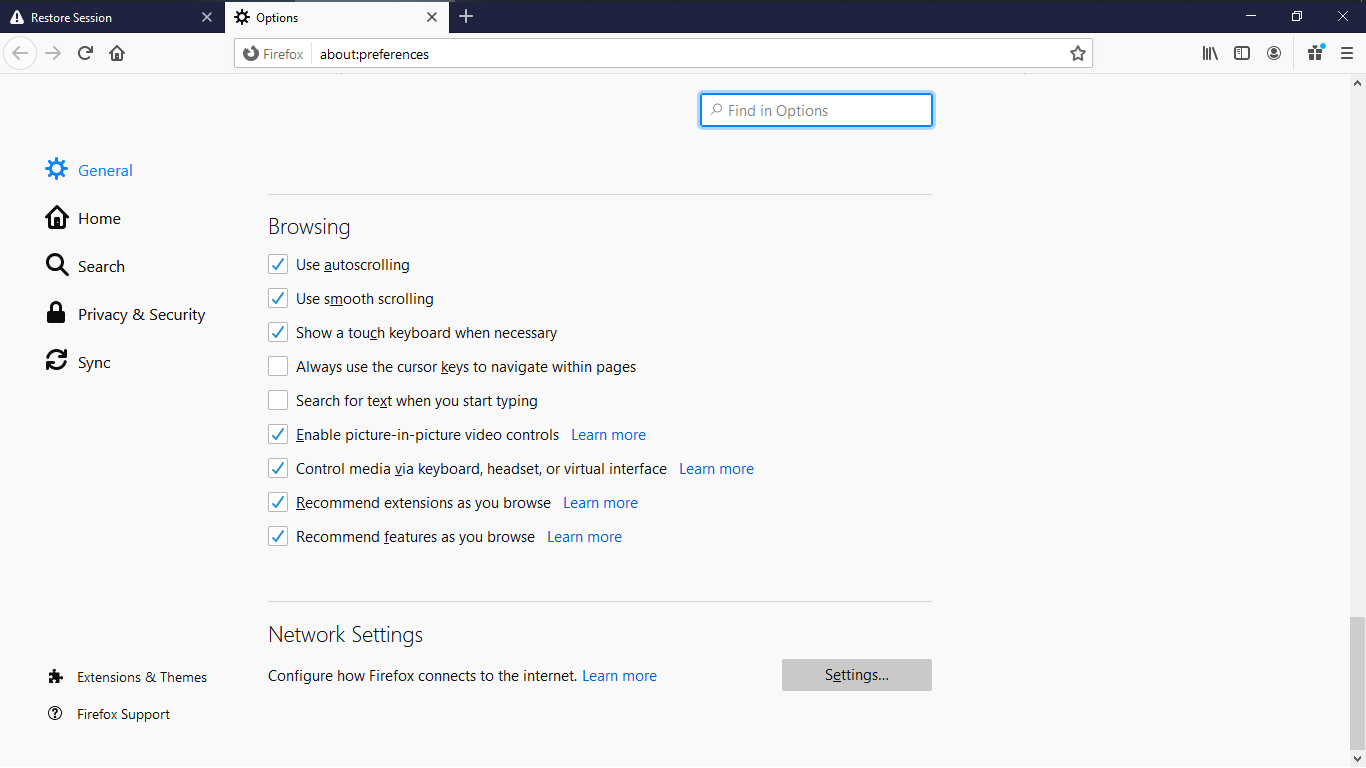 Restore Session
Options
Firefox
about:preferences
Find in Options
General
Home
Search
Privacy & Security
Sync
Browsing
Use autoscrolling
Use smooth scrolling
Show a touch keyboard when necessary
Always use the cursor keys to navigate within pages
Search for text when you start typing
Enable picture-in-picture video controls Learn more
Control media via keyboard, headset, or virtual interface Learn more
Recommend extensions as you browse Learn more
Recommend features as you browse Learn more
Network Settings
Configure how Firefox connects to the internet. Learn more
Settings...
Extensions & Themes
Firefox Support